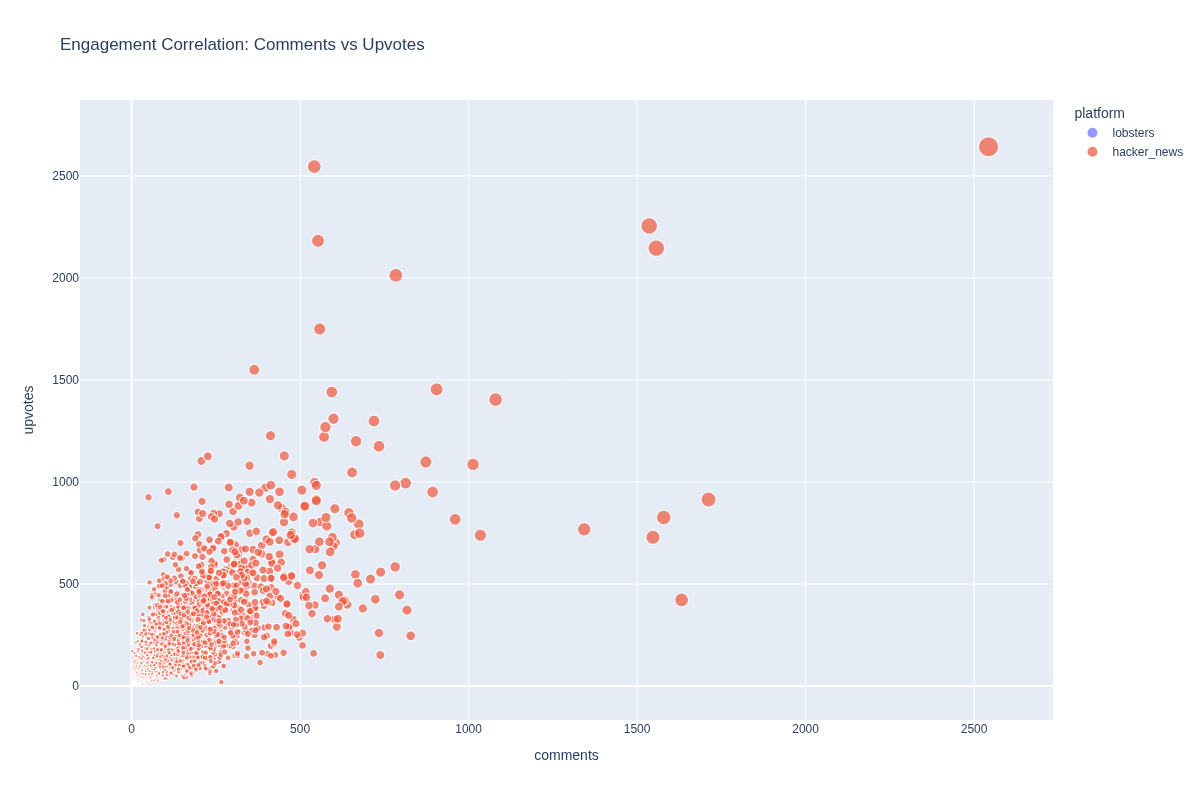 Engagement Correlation: Comments vs Upvotes
platform
lobsters
hacker_news
upvotes
2500
2000
1500
1000
500
0
0
500
1000
1500
2000
2500
comments